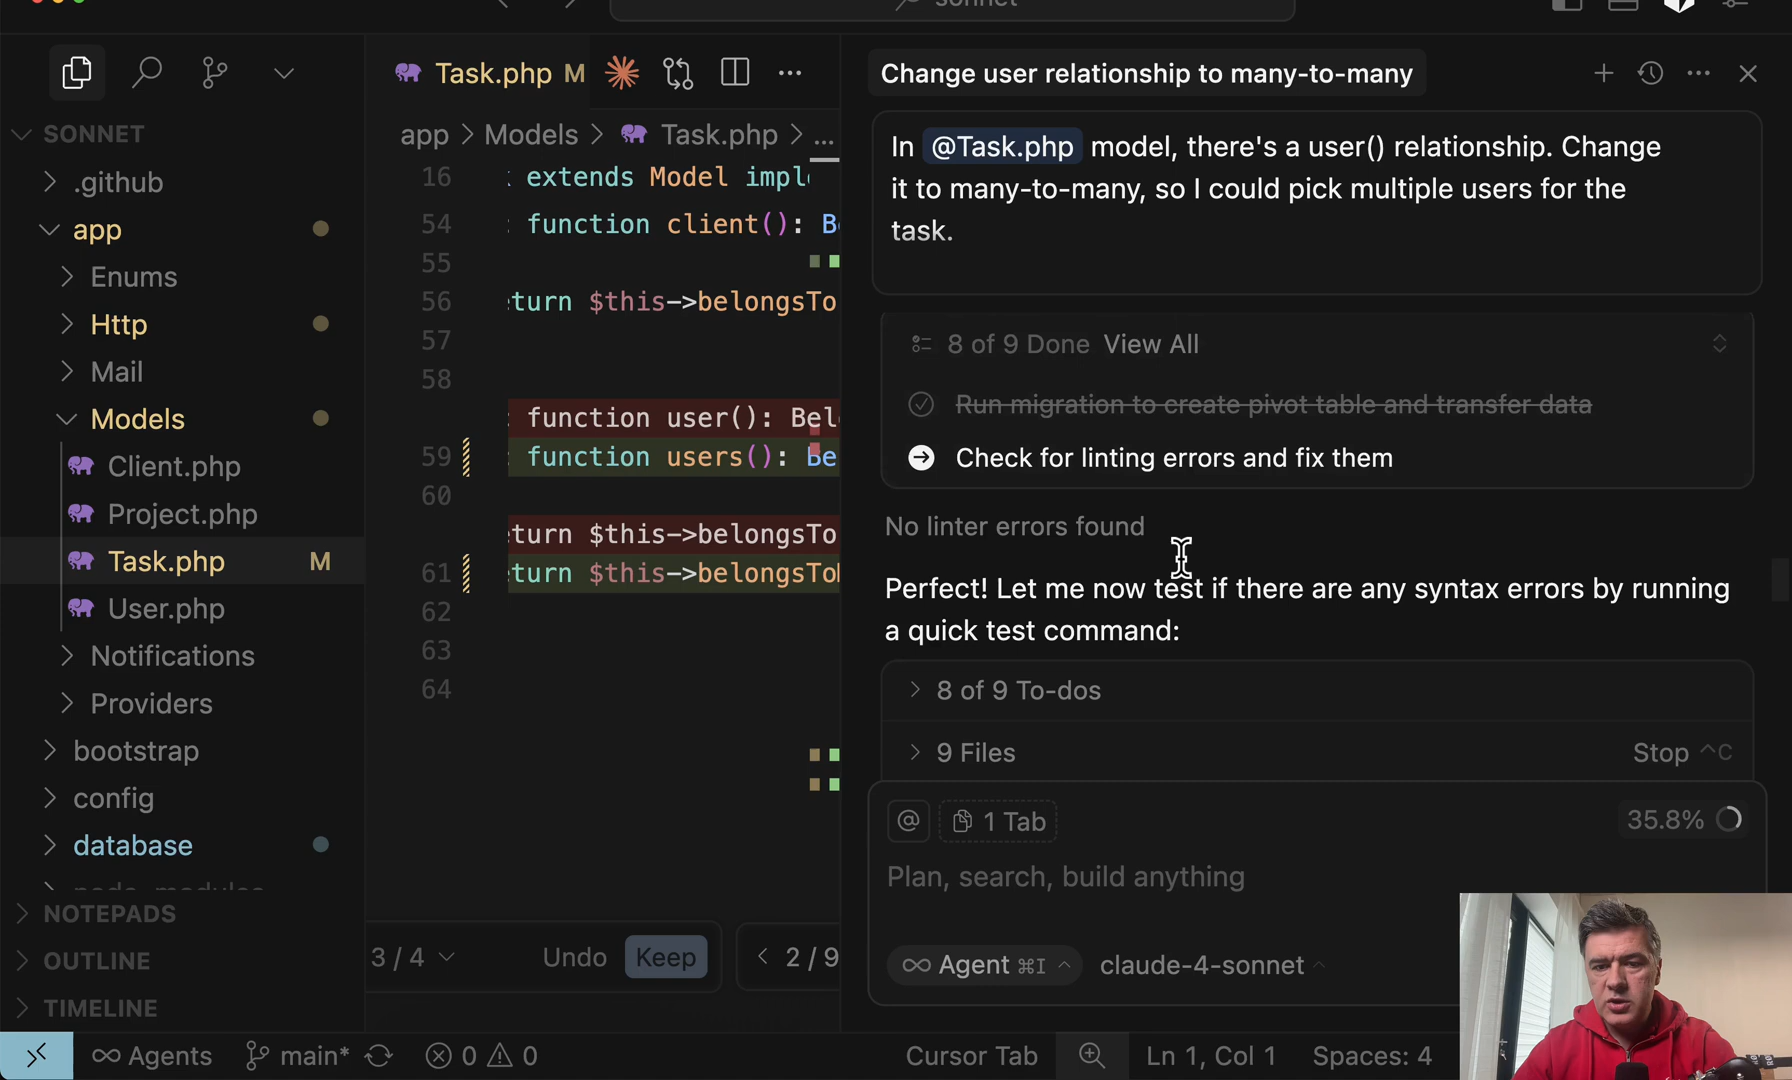 SONNET
.github
app
Enums
Http
Mail
Models
Client.php
Project.php
Task.php M
User.php
Notifications
Providers
bootstrap
config
database
NOTEPADS
OUTLINE
TIMELINE
Task.php M
app > Models > Task.php > ...
16 extends Model impl
54 : function client(): B
55
56 turn $this->belongsTo
57
58
: function user(): Bel
59 : function users(): Be
60
turn $this->belongsTo
61 turn $this->belongsTo
62
63
64
3 / 4 Undo Keep 2 / 9
Change user relationship to many-to-many
In @Task.php model, there's a user() relationship. Change
it to many-to-many, so I could pick multiple users for the
task.
8 of 9 Done View All
Run migration to create pivot table and transfer data
Check for linting errors and fix them
No linter errors found
Perfect! Let me now test if there are any syntax errors by running
a quick test command:
8 of 9 To-dos
9 Files Stop ^C
@ 1 Tab 35.8%
Plan, search, build anything
Agent ⌘I claude-4-sonnet
Agents main* 0 0 Cursor Tab Ln 1, Col 1 Spaces: 4